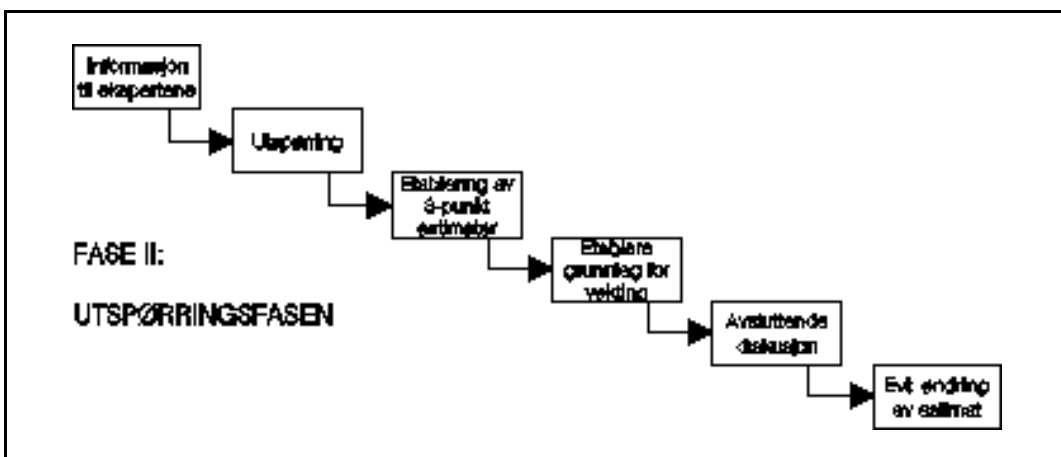 Informasjon
til ekspertene
Utspørring
Etablering av
3-punkt
estimater
Etablere
grunnlag for
vekting
Avsluttende
diskusjon
Evt. endring
av estimat
FASE II:
UTSPØRRINGSFASEN